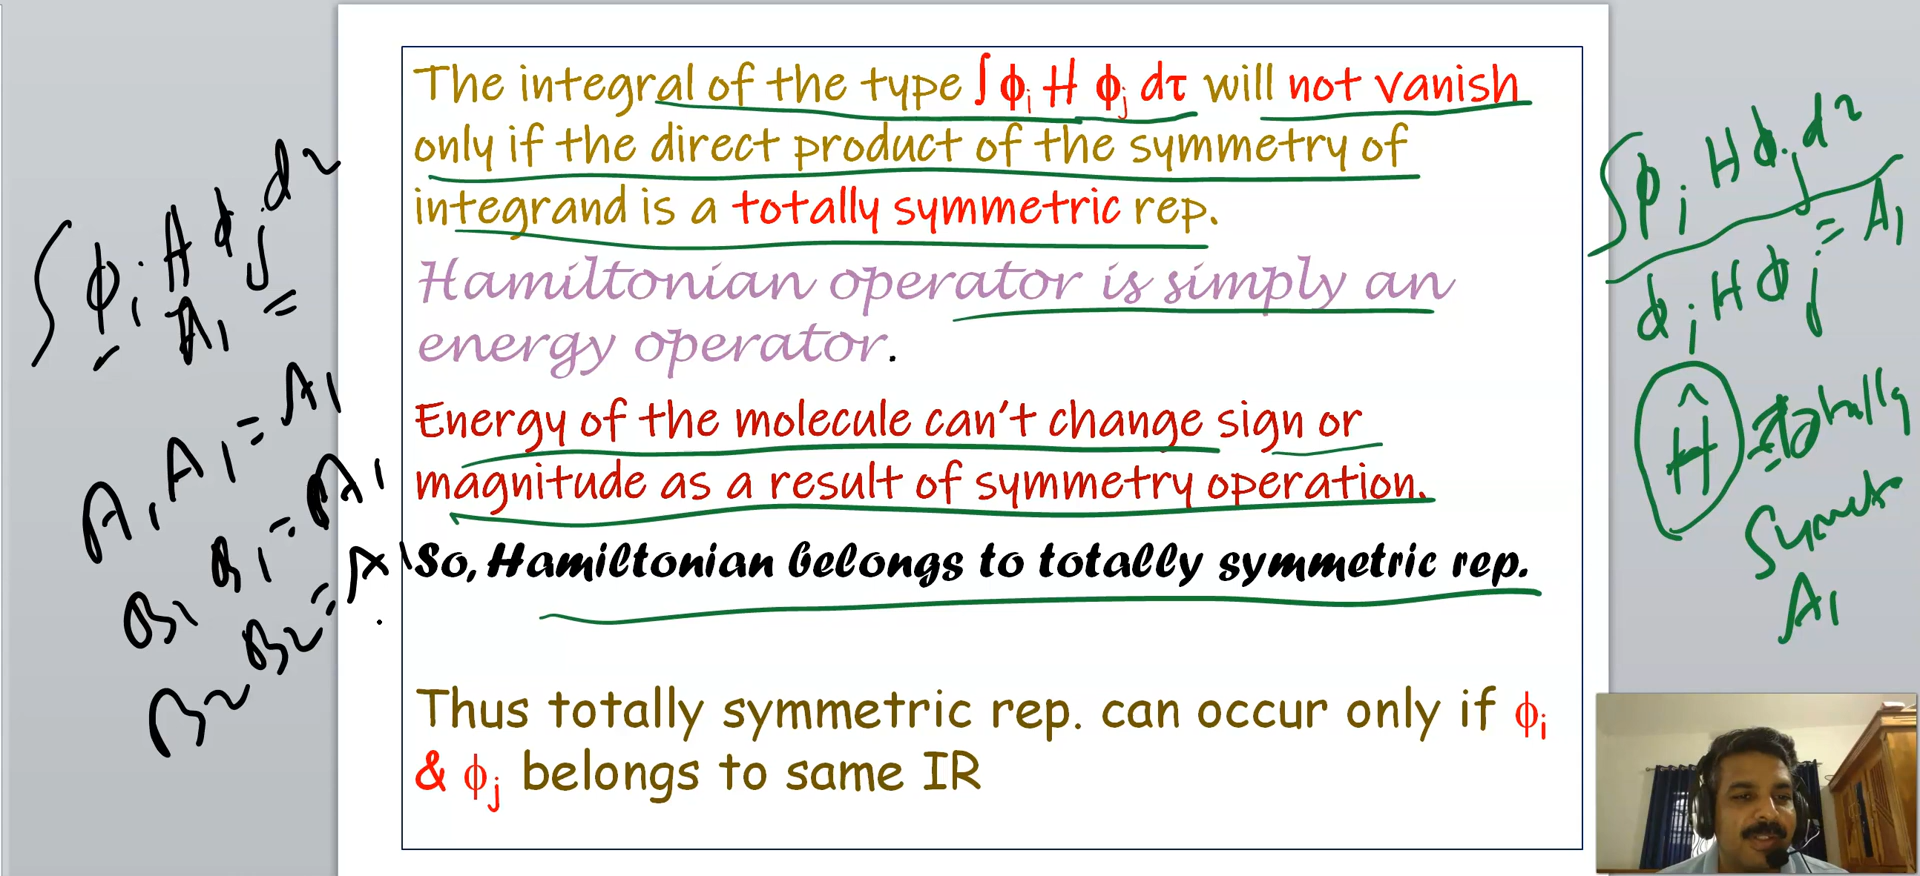 The integral of the type ∫ ϕi H ϕj dτ will not vanish
only if the direct product of the symmetry of
integrand is a totally symmetric rep.
Hamiltonian operator is simply an
energy operator.
Energy of the molecule can't change sign or
magnitude as a result of symmetry operation.
So, Hamiltonian belongs to totally symmetric rep.
Thus totally symmetric rep. can occur only if ϕi
& ϕj belongs to same IR
∫ ϕi H ϕj dτ
A1 =
A1 A1 = A1
B1 B1 = A1
B2 B2 = A1
∫ ϕi H ϕj dτ
ϕi H ϕj = A1
Ĥ = totally
A1